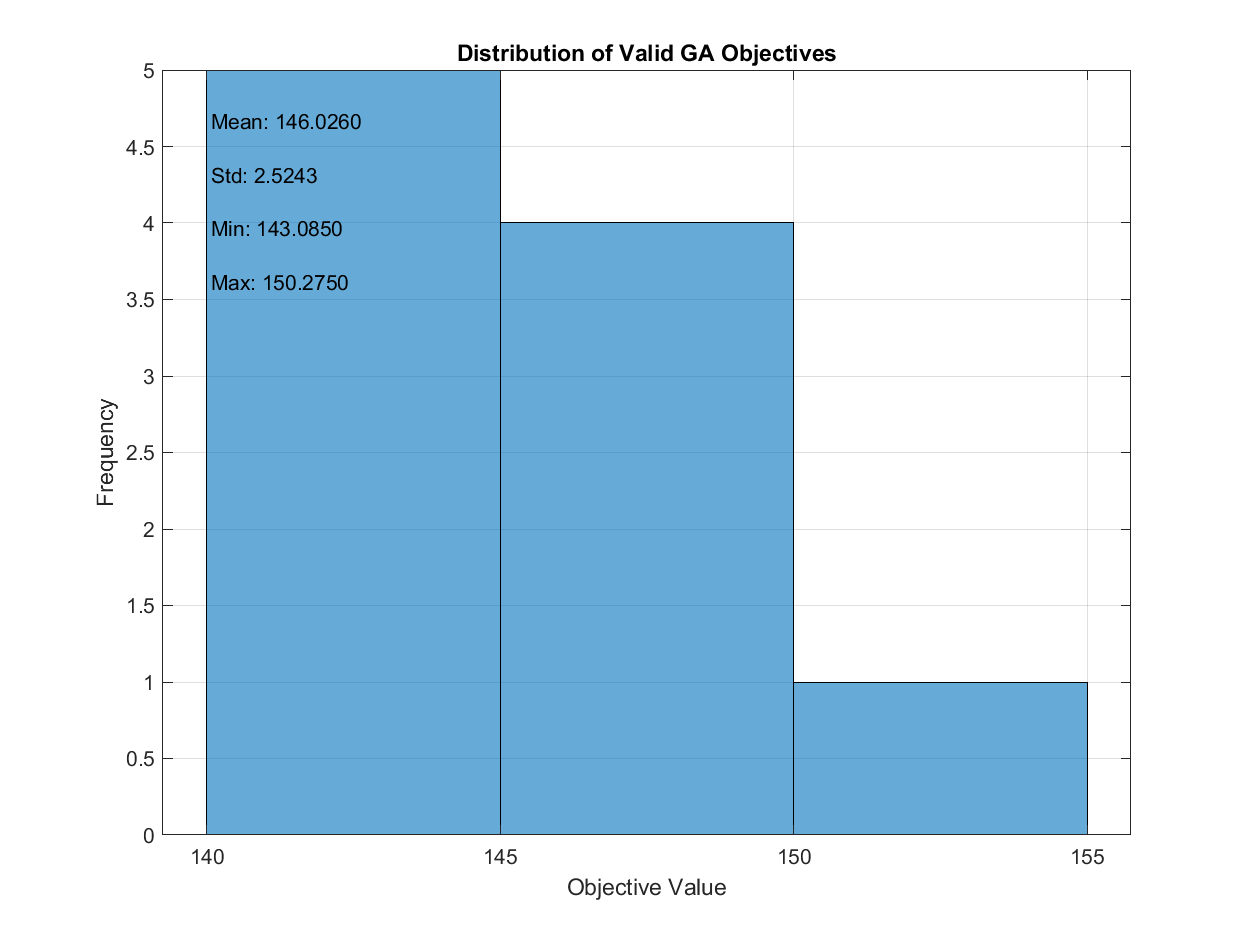 Distribution of Valid GA Objectives
5
4.5
4
3.5
3
2.5
2
1.5
1
0.5
0
Frequency
Mean: 146.0260
Std: 2.5243
Min: 143.0850
Max: 150.2750
140 145 150 155
Objective Value